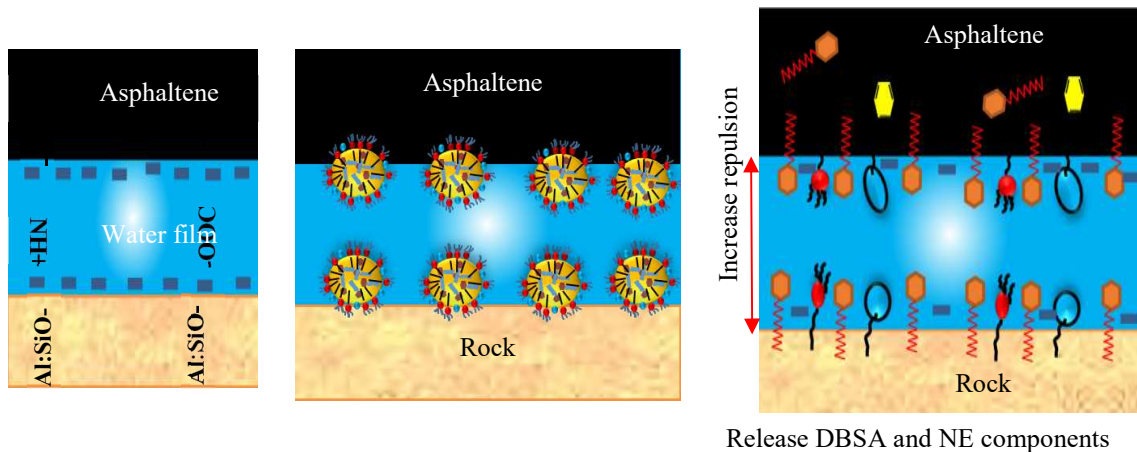 Asphaltene
Water film
+HN
-OOC
Al:SiO-
Al:SiO-
Asphaltene
Rock
Asphaltene
Increase repulsion
Rock
Release DBSA and NE components